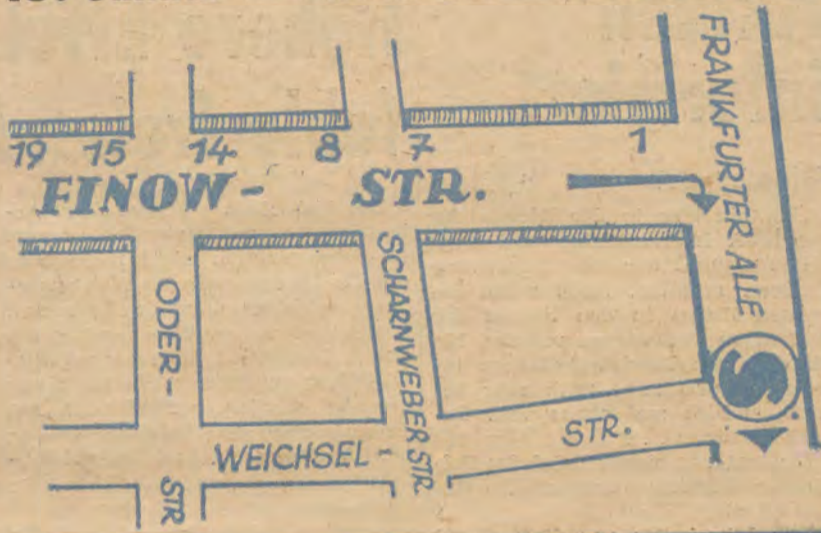 19 15 14 8 7 1
FINOW- STR.
FRANKFURTER ALLE
ODER-
STR
SCHARNWEBER STR.
S
WEICHSEL- STR.